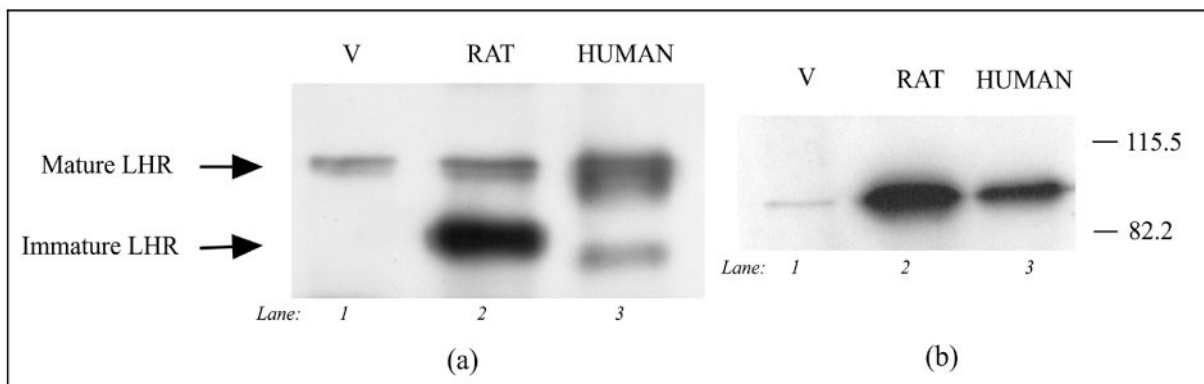 V RAT HUMAN
Mature LHR
Immature LHR
Lane: 1 2 3
(a)
V RAT HUMAN
— 115.5
— 82.2
Lane: 1 2 3
(b)